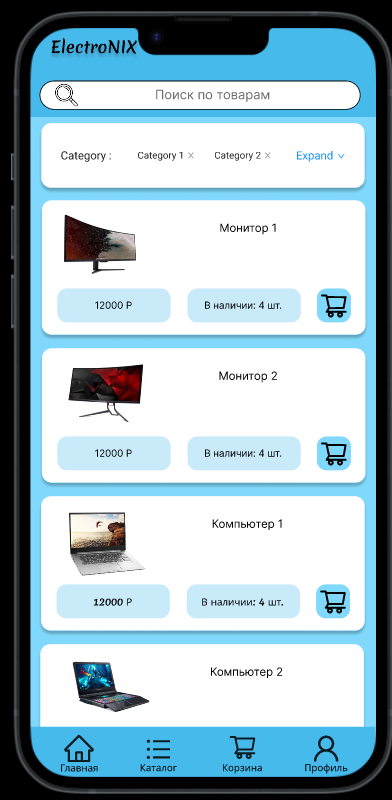 ElectroNIX
Поиск по товарам
Category : Category 1 Category 2 Expand
Монитор 1
12000 Р В наличии: 4 шт.
Монитор 2
12000 Р В наличии: 4 шт.
Компьютер 1
12000 Р В наличии: 4 шт.
Компьютер 2
Главная Каталог Корзина Профиль